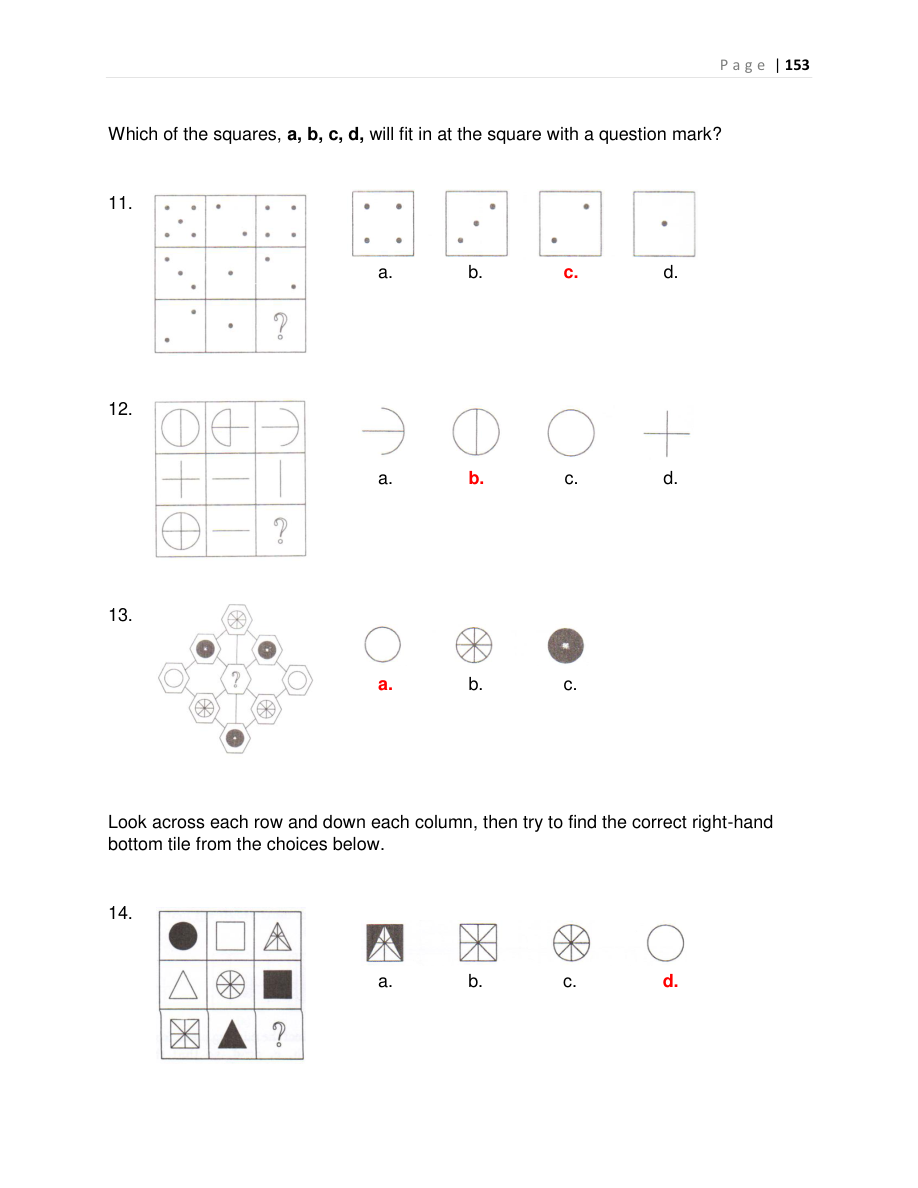 Page | 153
Which of the squares, a, b, c, d, will fit in at the square with a question mark?
11.
?
a. b. c. d.
12.
?
a. b. c. d.
13.
?
a. b. c.
Look across each row and down each column, then try to find the correct right-hand
bottom tile from the choices below.
14.
?
a. b. c. d.